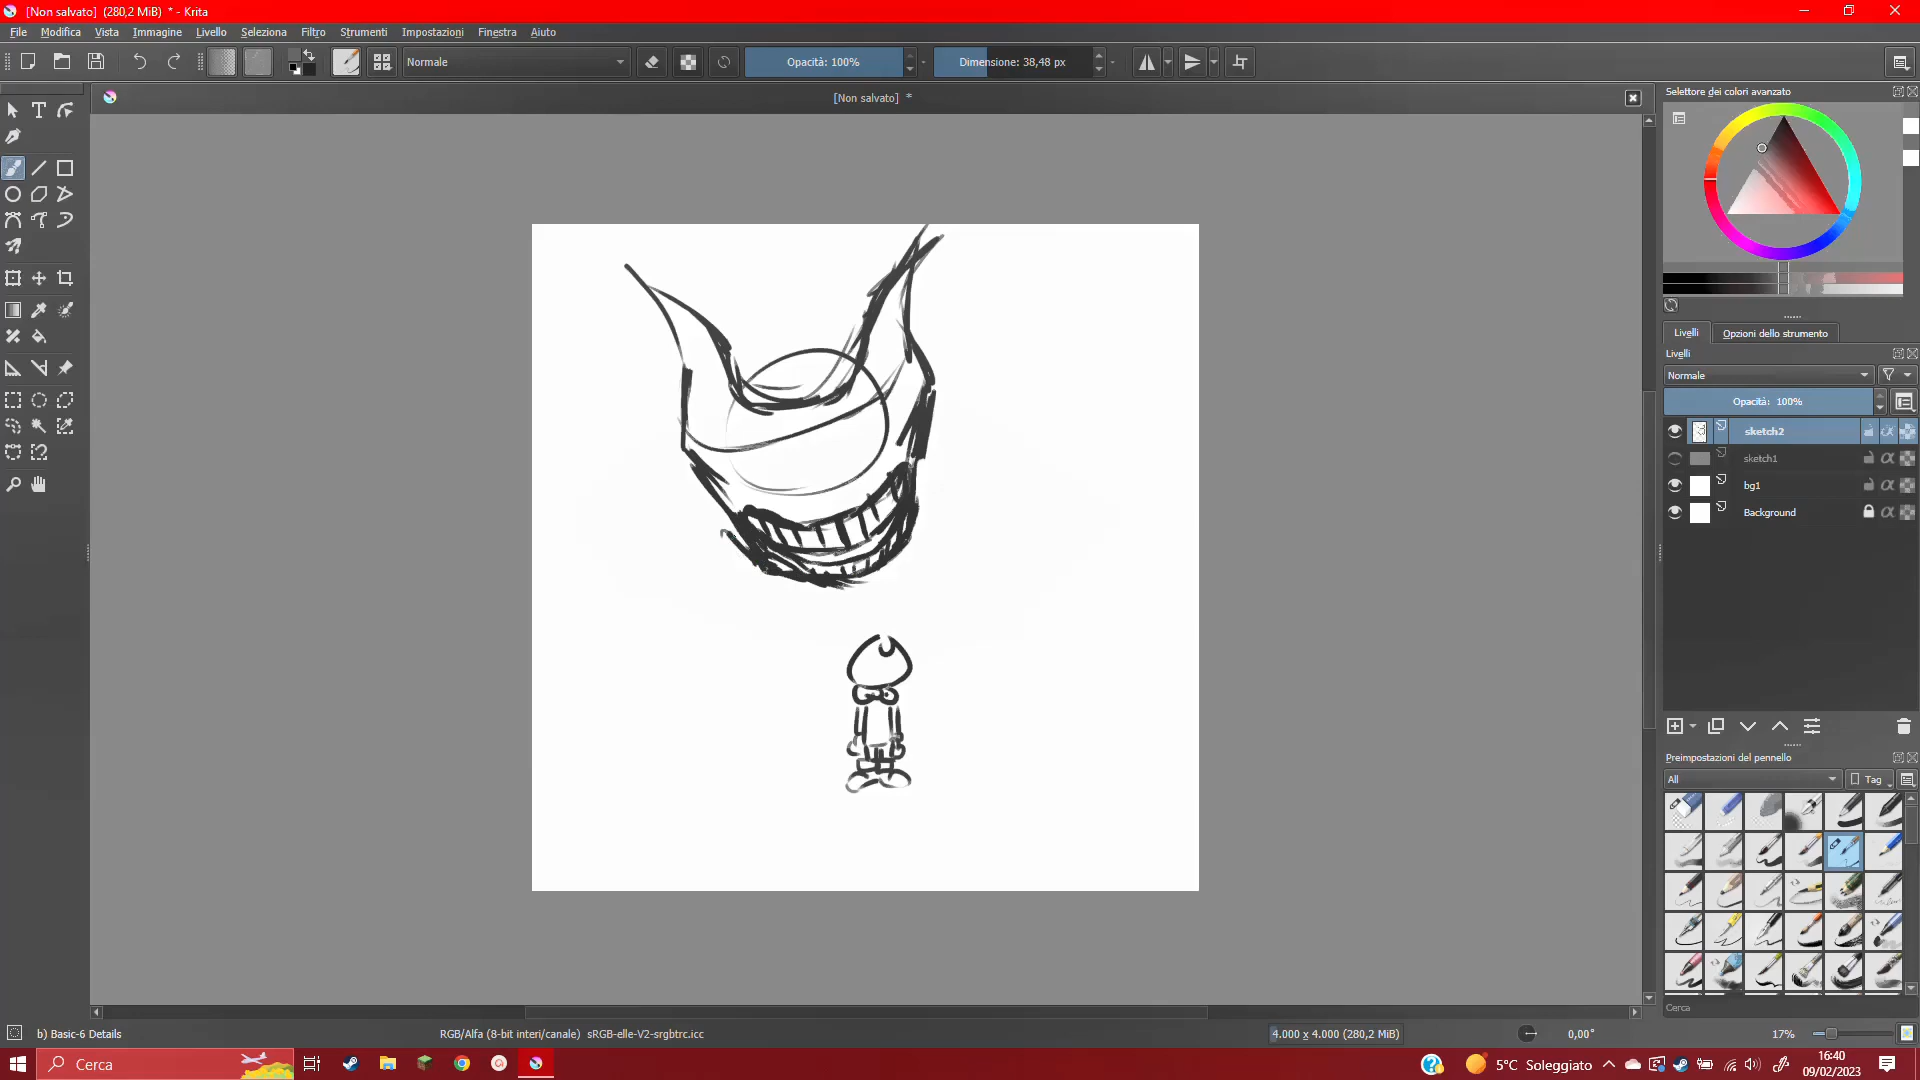 [Non salvato] (280,2 MiB) * - Krita
File Modifica Vista Immagine Livello Seleziona Filtro Strumenti Impostazioni Finestra Aiuto
Normale
Opacità: 100%
Dimensione: 38,48 px
[Non salvato] *
Selettore dei colori avanzato
Livelli
Opzioni dello strumento
Livelli
Normale
Opacità: 100%
sketch2
sketch1
bg1
Background
Preimpostazioni del pennello
All
Tag
Cerca
b) Basic-6 Details
RGB/Alfa (8-bit interi/canale) sRGB-elle-V2-srgbtrc.icc
4.000 x 4.000 (280,2 MiB)
0,00°
17%
Cerca
5°C Soleggiato
16:40
09/02/2023